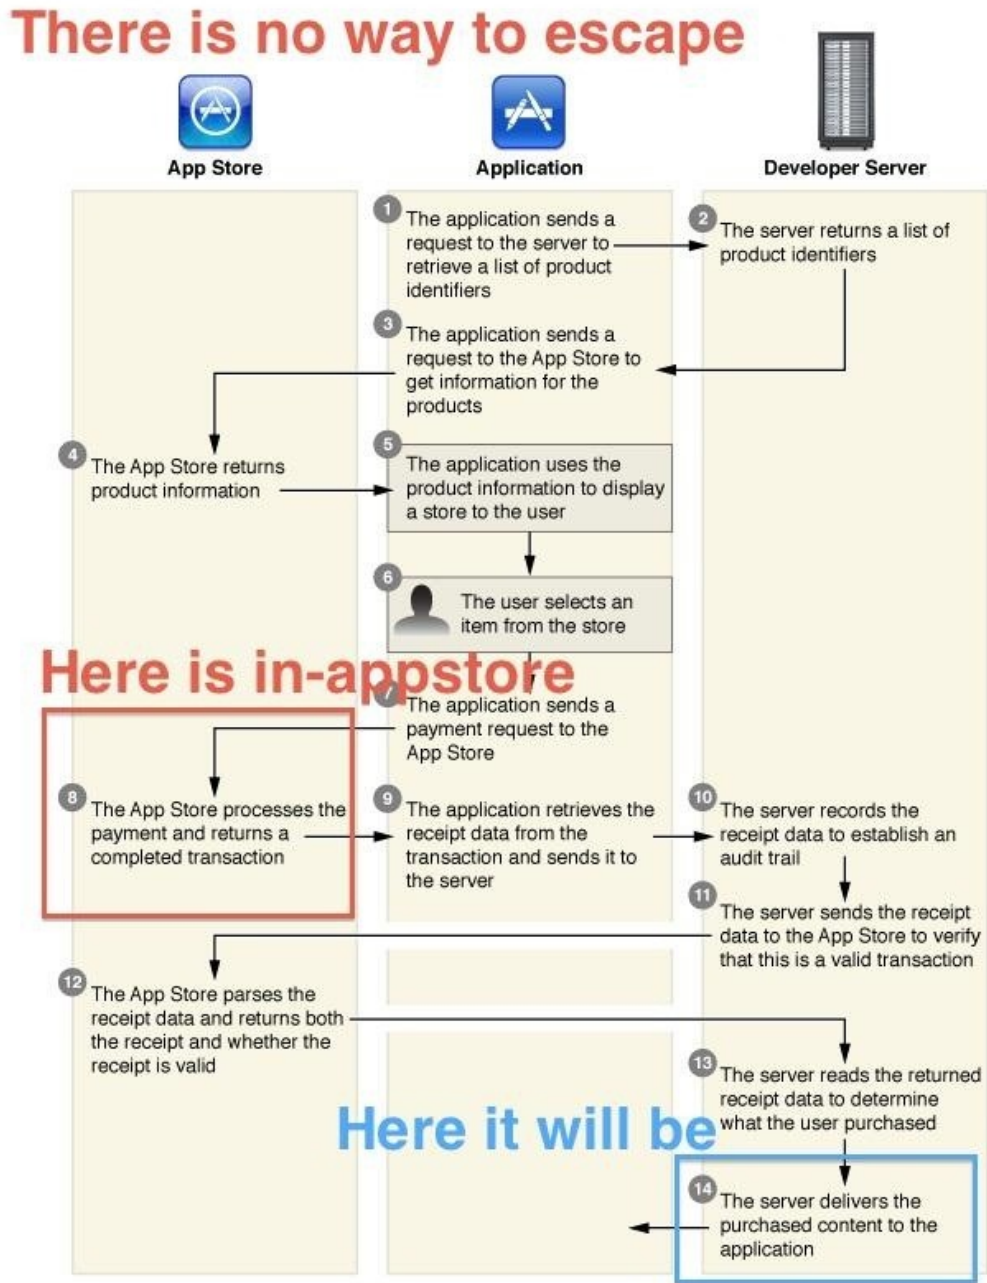 There is no way to escape
App Store
Application
Developer Server
1
The application sends a
request to the server to
retrieve a list of product
identifiers
2
The server returns a list of
product identifiers
3
The application sends a
request to the App Store to
get information for the
products
4
The App Store returns
product information
5
The application uses the
product information to display
a store to the user
6
The user selects an
item from the store
Here is in-appstore
7
The application sends a
payment request to the
App Store
8
The App Store processes the
payment and returns a
completed transaction
9
The application retrieves the
receipt data from the
transaction and sends it to
the server
10
The server records the
receipt data to establish an
audit trail
11
The server sends the receipt
data to the App Store to verify
that this is a valid transaction
12
The App Store parses the
receipt data and returns both
the receipt and whether the
receipt is valid
13
The server reads the returned
receipt data to determine
what the user purchased
Here it will be
14
The server delivers the
purchased content to the
application